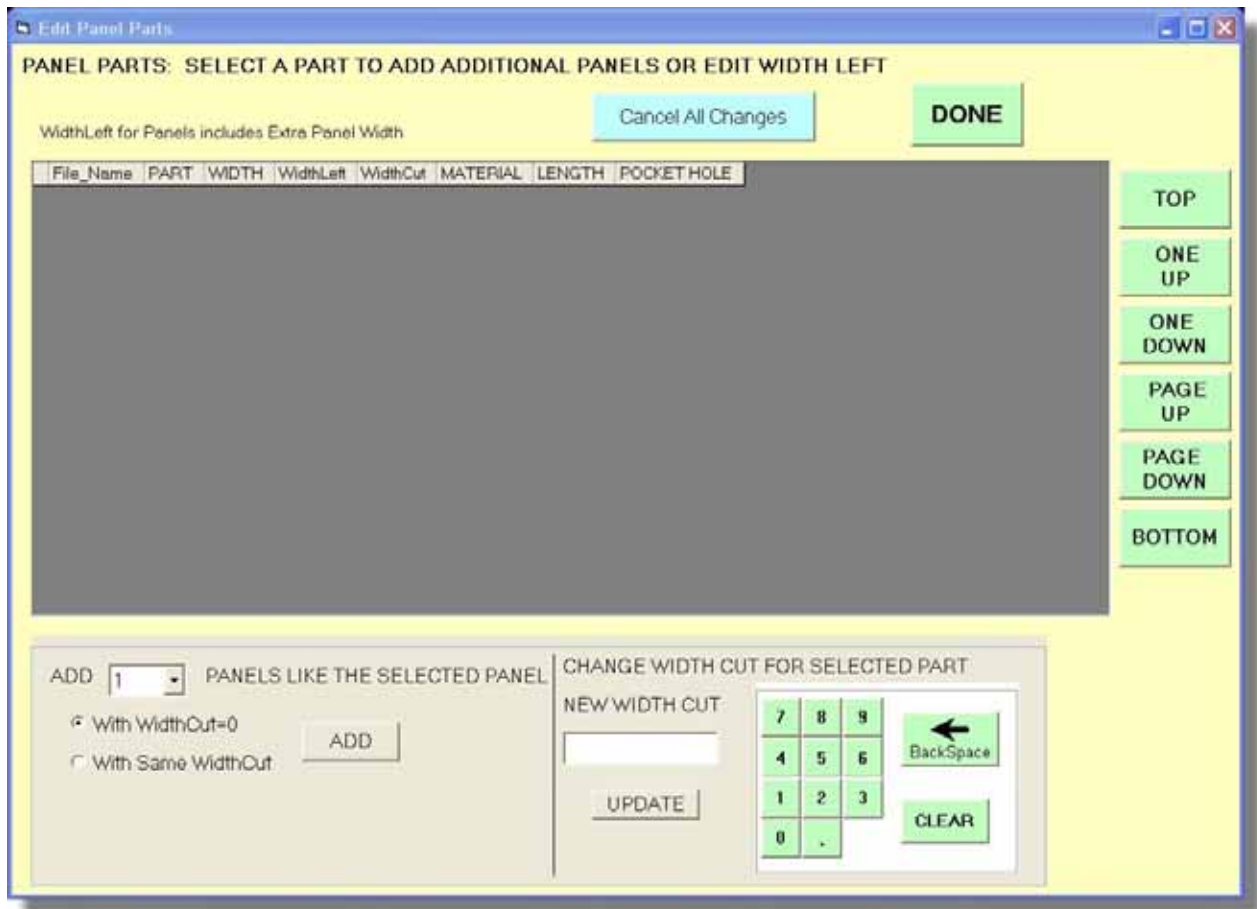 Edit Panel Parts
PANEL PARTS: SELECT A PART TO ADD ADDITIONAL PANELS OR EDIT WIDTH LEFT
Cancel All Changes
DONE
WidthLeft for Panels includes Extra Panel Width
File_Name PART WIDTH WidthLeft WidthCut MATERIAL LENGTH POCKET HOLE
TOP
ONE
UP
ONE
DOWN
PAGE
UP
PAGE
DOWN
BOTTOM
ADD 1 PANELS LIKE THE SELECTED PANEL
With WidthCut=0
With Same WidthCut
ADD
CHANGE WIDTH CUT FOR SELECTED PART
NEW WIDTH CUT
UPDATE
7 8 9
4 5 6
1 2 3
0 .
BackSpace
CLEAR